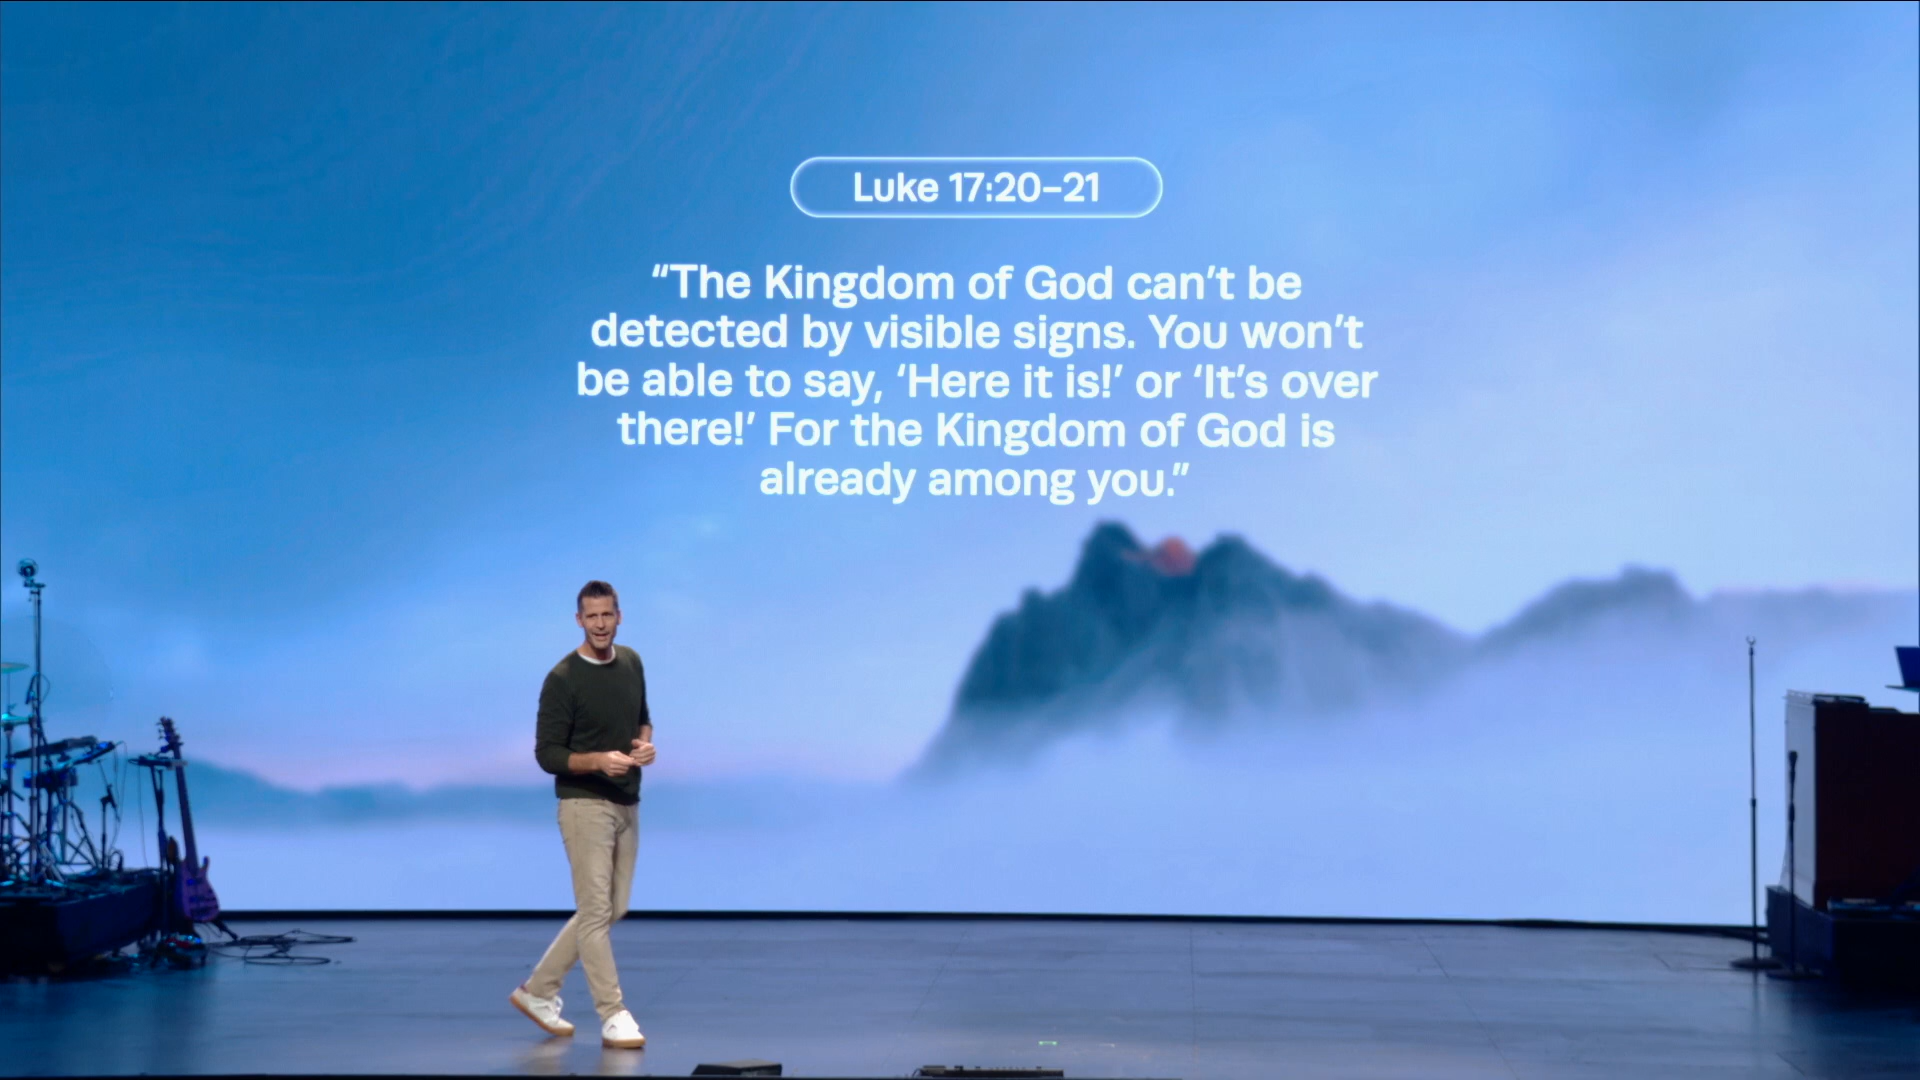 Luke 17:20–21
“The Kingdom of God can’t be
detected by visible signs. You won’t
be able to say, ‘Here it is!’ or ‘It’s over
there!’ For the Kingdom of God is
already among you.”